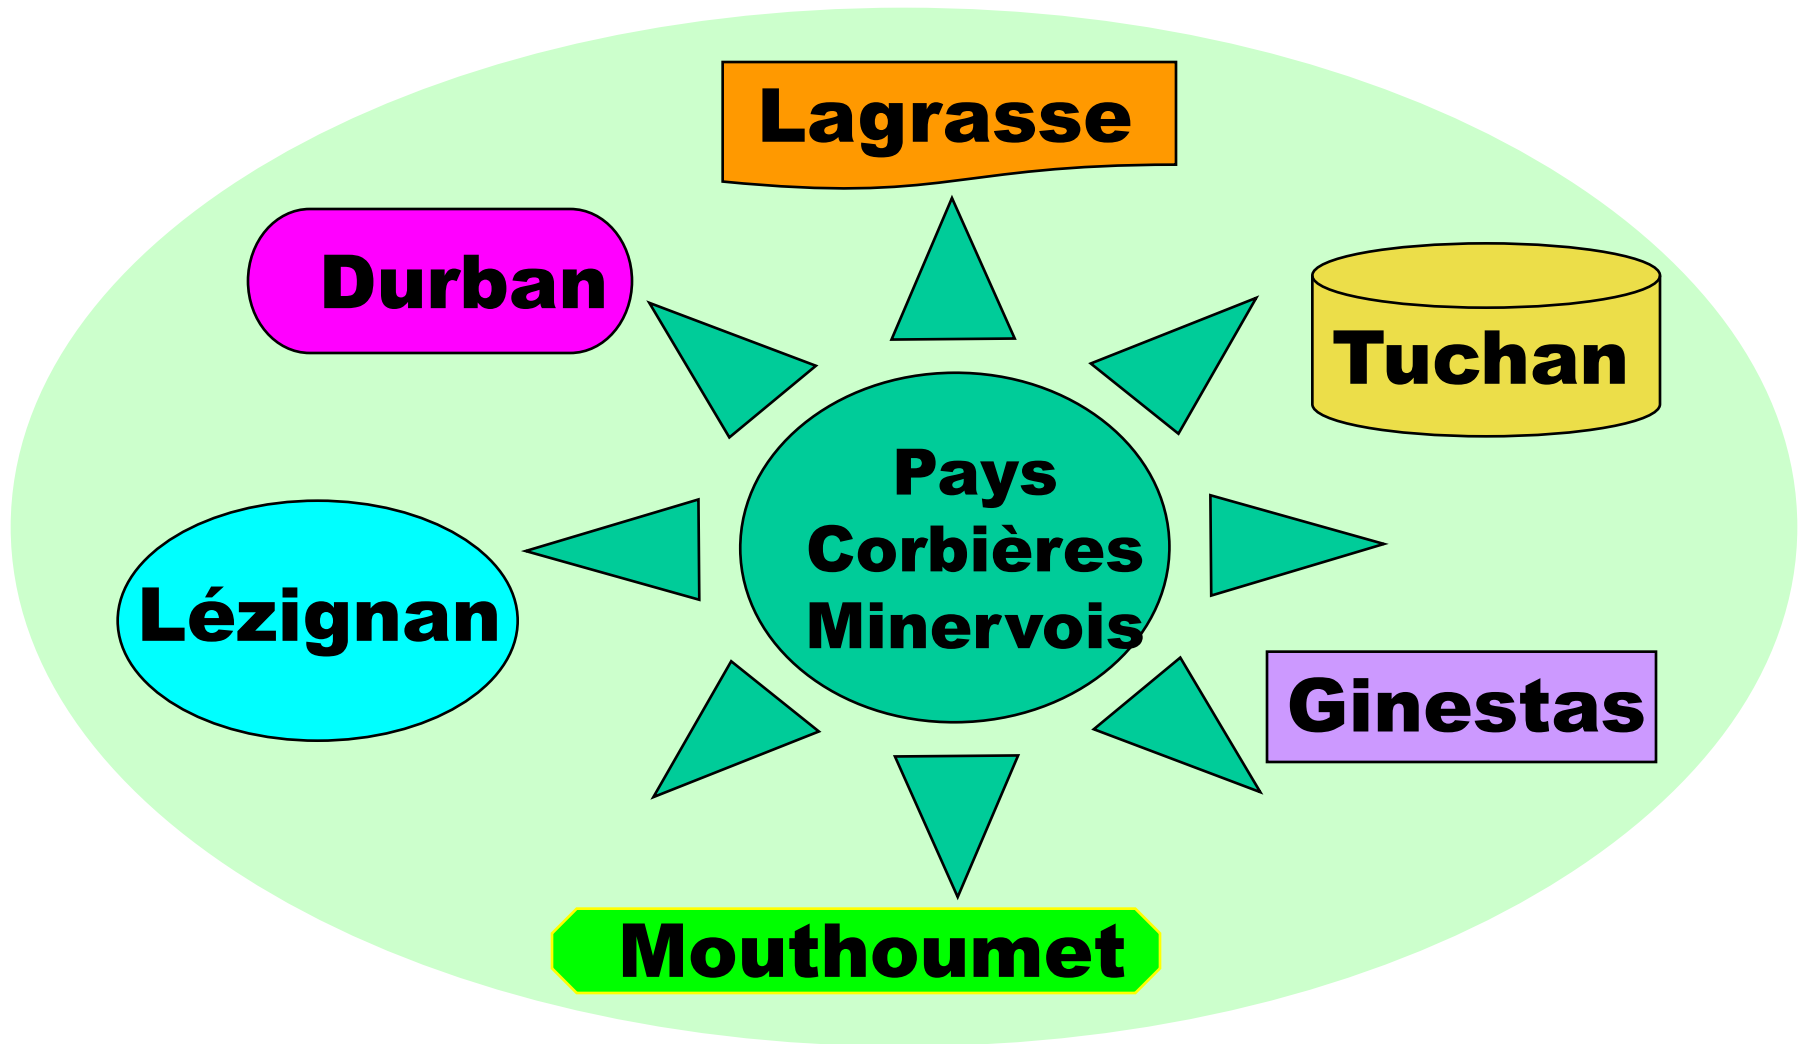 Lagrasse
Durban
Tuchan
Pays
Corbières
Minervois
Lézignan
Ginestas
Mouthoumet